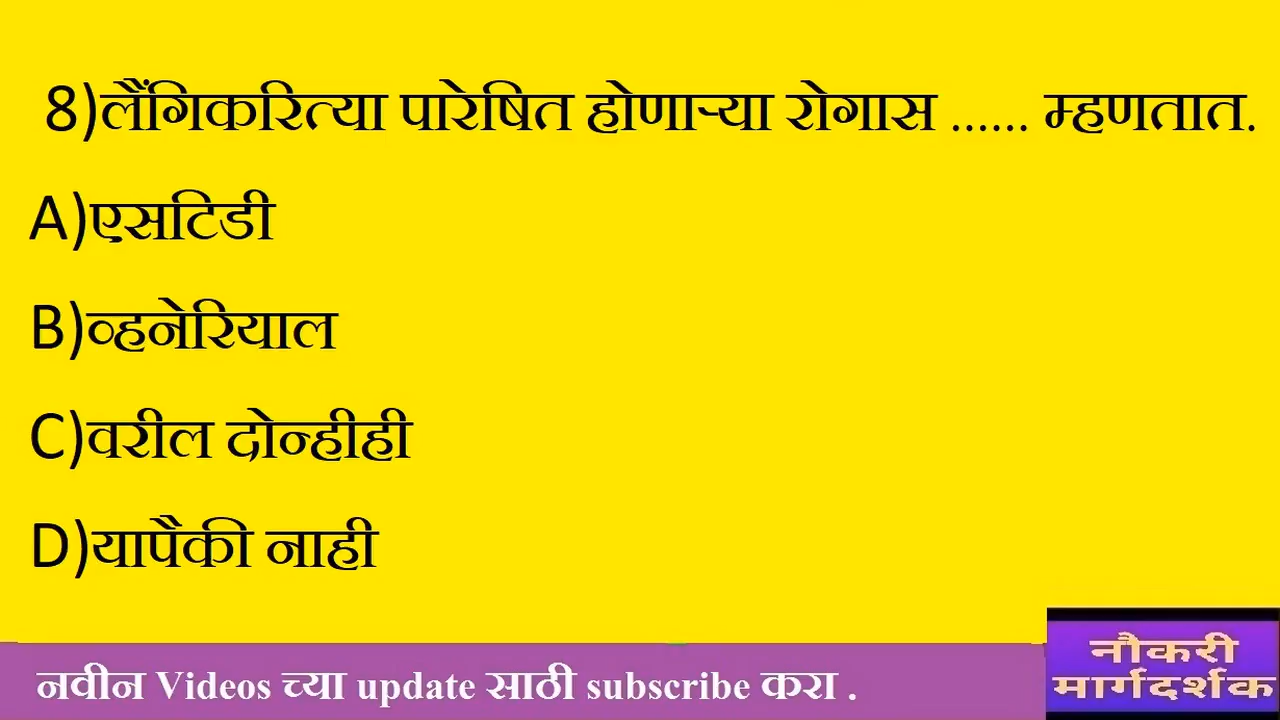 8)लैंगिकरित्या पारेषित होणाऱ्या रोगास ...... म्हणतात.
A)एसटिडी
B)व्हनेरियाल
C)वरील दोन्हीही
D)यापैकी नाही
नवीन Videos च्या update साठी subscribe करा .
नौकरी
मार्गदर्शक